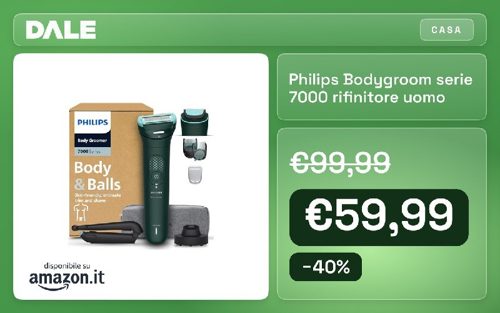 DALE
CASA
Philips Bodygroom serie
7000 rifinitore uomo
€99,99
€59,99
-40%
PHILIPS
Body Groomer
7000 Series
Body
& Balls
disponibile su
amazon.it